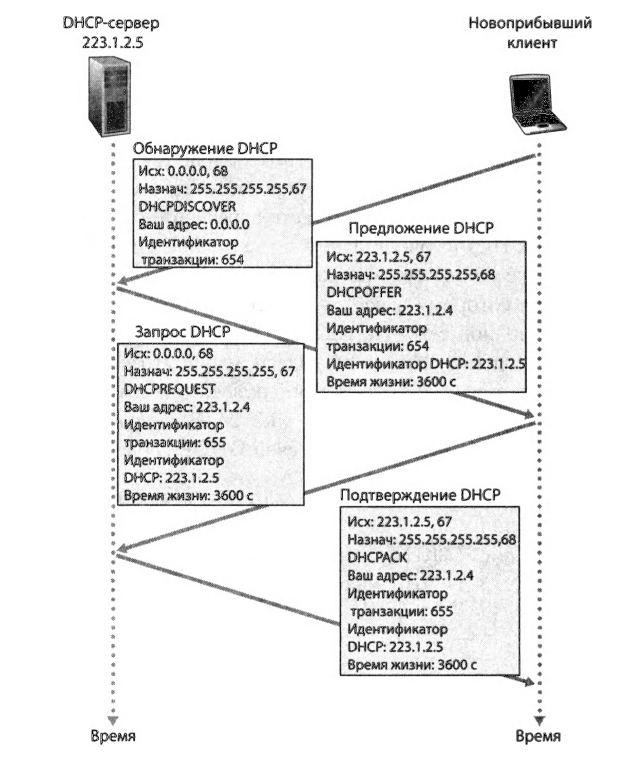 DHCP-сервер
223.1.2.5
Новоприбывший
клиент
Обнаружение DHCP
Исх: 0.0.0.0, 68
Назнач: 255.255.255.255,67
DHCPDISCOVER
Ваш адрес: 0.0.0.0
Идентификатор
транзакции: 654
Предложение DHCP
Исх: 223.1.2.5, 67
Назнач: 255.255.255.255,68
DHCPOFFER
Ваш адрес: 223.1.2.4
Идентификатор
транзакции: 654
Идентификатор DHCP: 223.1.2.5
Время жизни: 3600 с
Запрос DHCP
Исх: 0.0.0.0, 68
Назнач: 255.255.255.255, 67
DHCPREQUEST
Ваш адрес: 223.1.2.4
Идентификатор
транзакции: 655
Идентификатор
DHCP: 223.1.2.5
Время жизни: 3600 с
Подтверждение DHCP
Исх: 223.1.2.5, 67
Назнач: 255.255.255.255,68
DHCPACK
Ваш адрес: 223.1.2.4
Идентификатор
транзакции: 655
Идентификатор
DHCP: 223.1.2.5
Время жизни: 3600 с
Время
Время